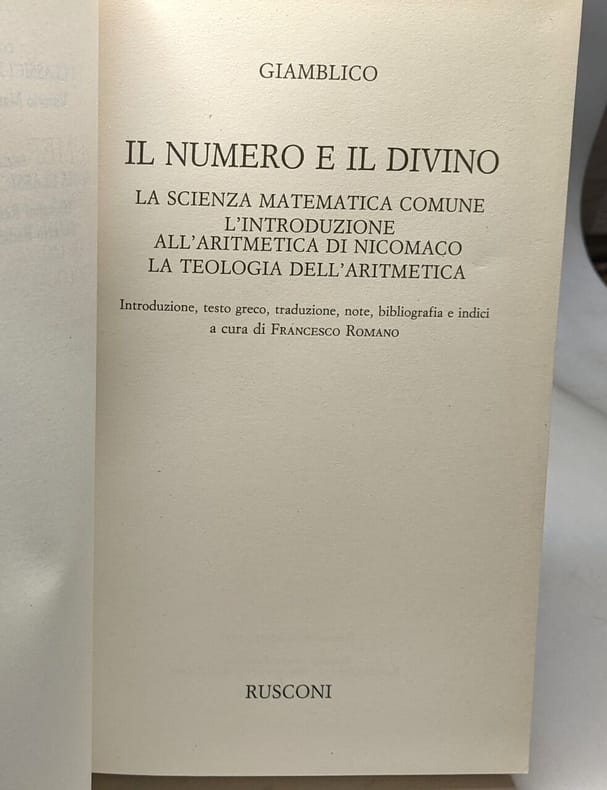 GIAMBLICO
IL NUMERO E IL DIVINO
LA SCIENZA MATEMATICA COMUNE
L'INTRODUZIONE
ALL'ARITMETICA DI NICOMACO
LA TEOLOGIA DELL'ARITMETICA
Introduzione, testo greco, traduzione, note, bibliografia e indici
a cura di FRANCESCO ROMANO
RUSCONI